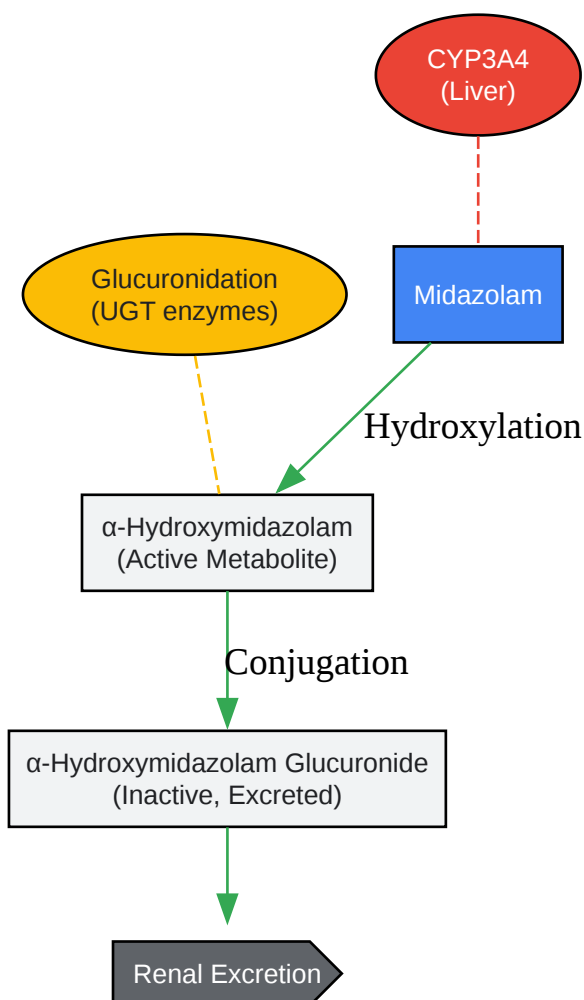 CYP3A4
(Liver)
Glucuronidation
(UGT enzymes)
Midazolam
Hydroxylation
α-Hydroxymidazolam
(Active Metabolite)
Conjugation
α-Hydroxymidazolam Glucuronide
(Inactive, Excreted)
Renal Excretion